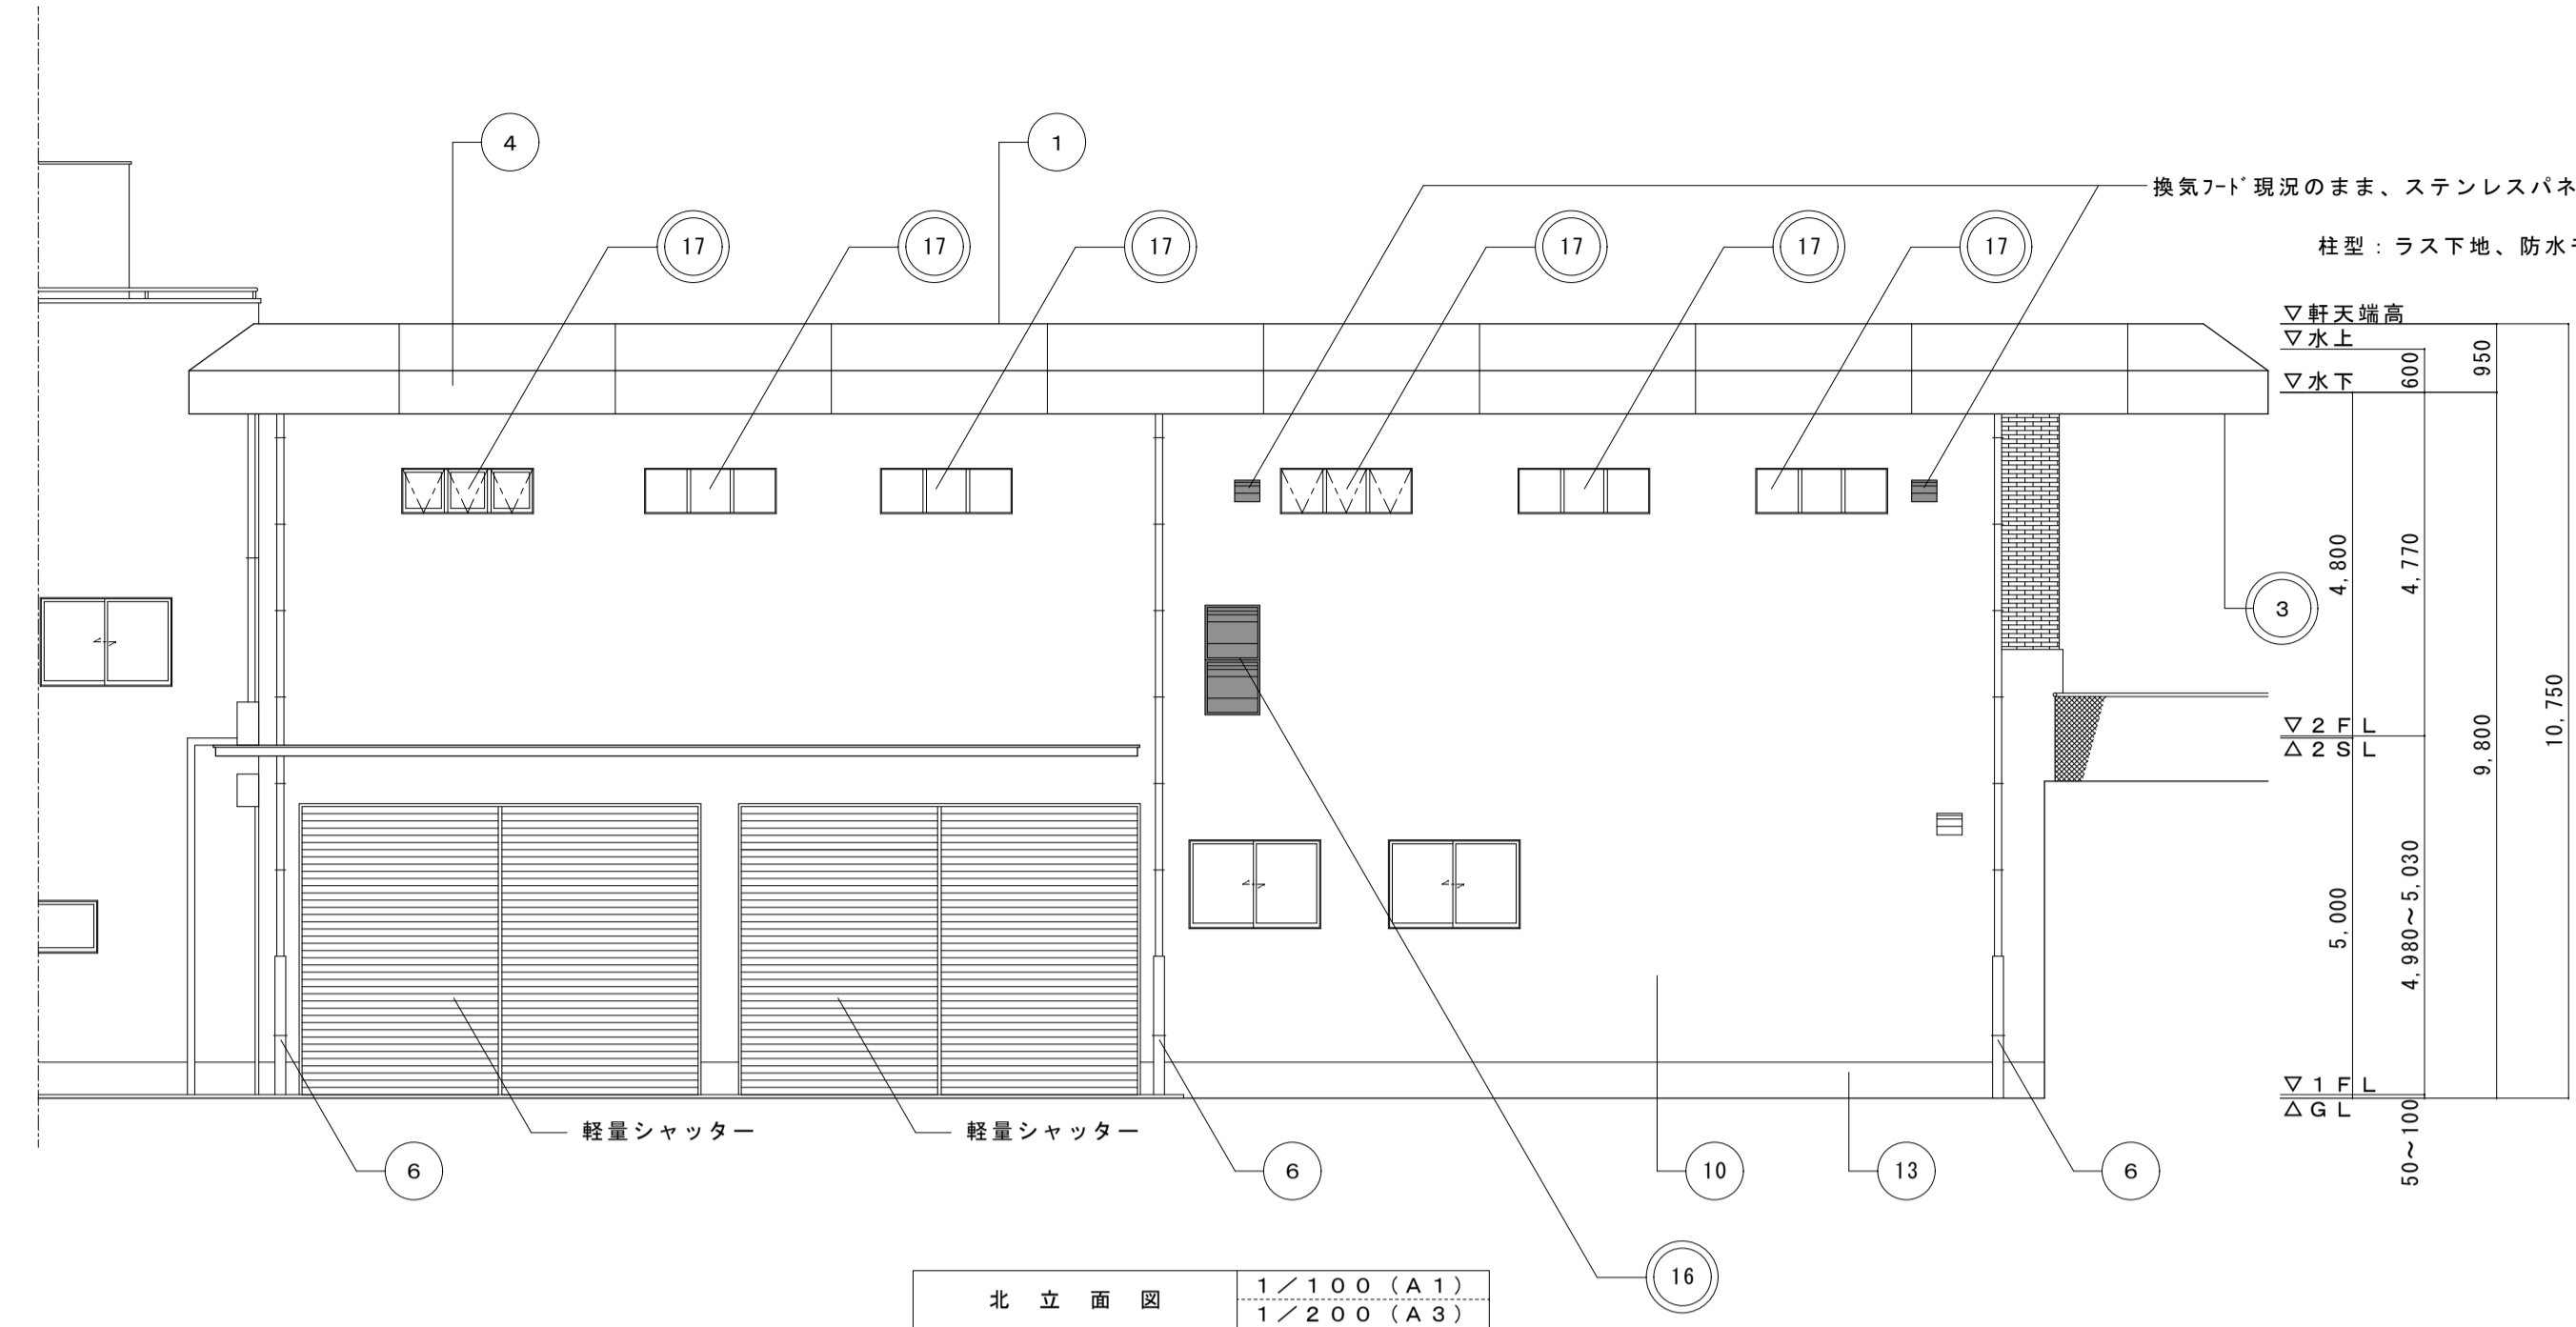 4
1
換気フード現況のまま、ステンレスパネ
17
17
17
17
17
17
柱型：ラス下地、防水
▽軒天端高
▽水上
▽水下
600
950
4,800
4,770
3
10,750
▽2FL
△2SL
9,800
5,000
4,980～5,030
▽1FL
△GL
50～100
軽量シャッター
軽量シャッター
6
6
10
13
6
16
北立面図
1／100（A1）
1／200（A3）